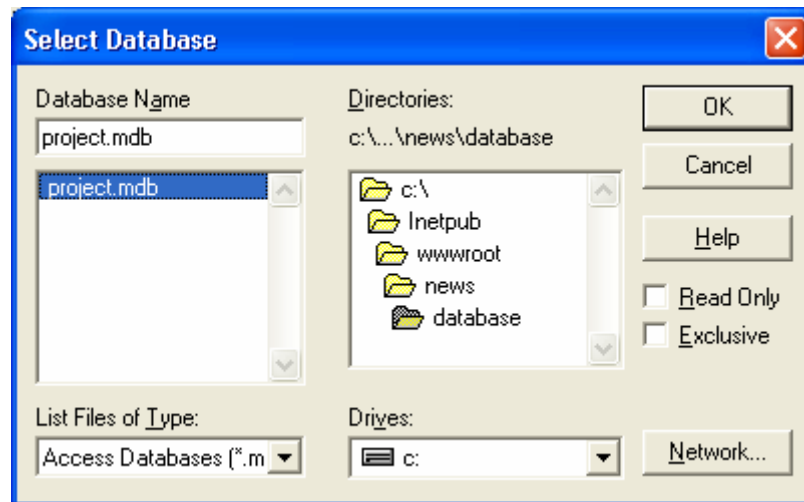 Select Database
Database Name
project.mdb
project.mdb
List Files of Type:
Access Databases (*.m
Directories:
c:\...\news\database
c:\
Inetpub
wwwroot
news
database
Drives:
c:
OK
Cancel
Help
Read Only
Exclusive
Network...